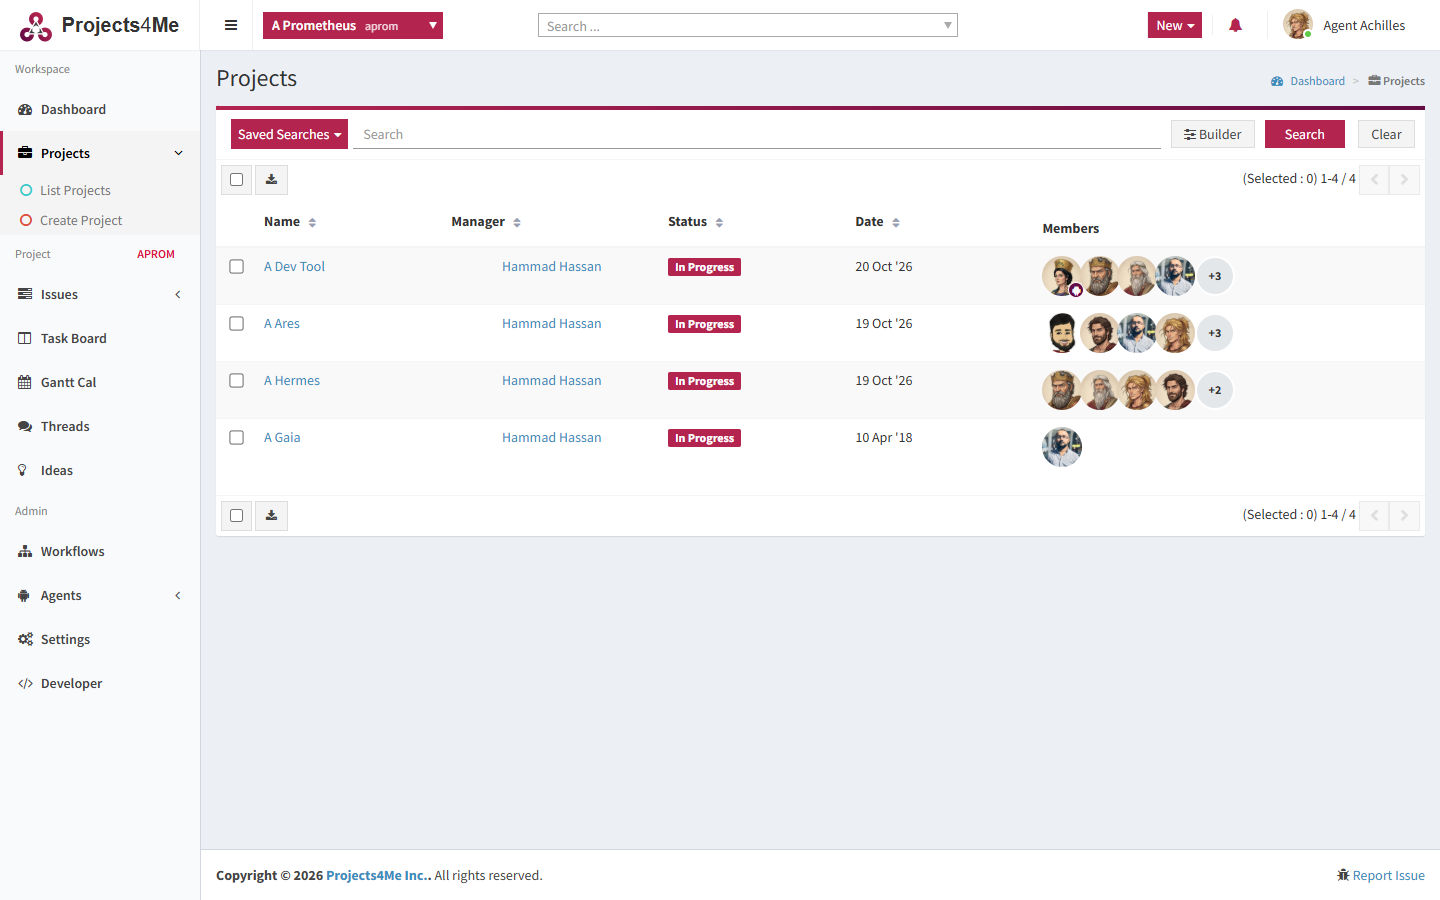 Projects4Me
A Prometheus aprom
Search ...
New
Agent Achilles
Workspace
Dashboard
Projects
List Projects
Create Project
Project APROM
Issues
Task Board
Gantt Cal
Threads
Ideas
Admin
Workflows
Agents
Settings
Developer
Projects
Dashboard > Projects
Saved Searches Search Builder Search Clear
(Selected : 0) 1-4 / 4
Name Manager Status Date Members
A Dev Tool Hammad Hassan In Progress 20 Oct '26 +3
A Ares Hammad Hassan In Progress 19 Oct '26 +3
A Hermes Hammad Hassan In Progress 19 Oct '26 +2
A Gaia Hammad Hassan In Progress 10 Apr '18
(Selected : 0) 1-4 / 4
Copyright © 2026 Projects4Me Inc.. All rights reserved.
Report Issue